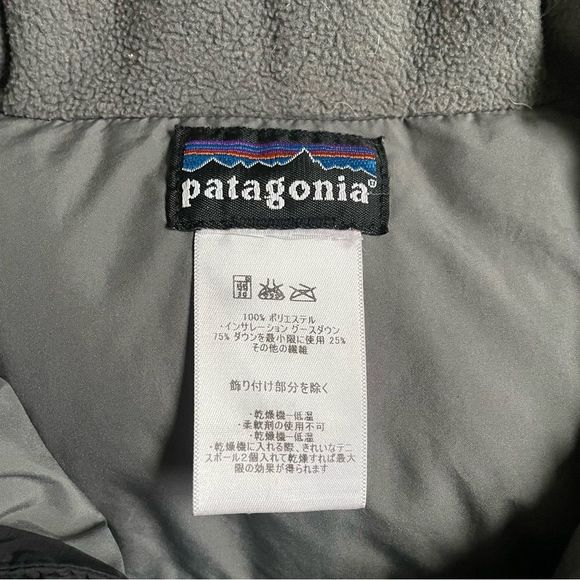 patagonia
100% ポリエステル
・インサレーション グースダウン
75% ダウンを最小限に使用 25%
その他の繊維
飾り付け部分を除く
・乾燥機ー低温
・柔軟剤の使用不可
・乾燥機ー低温
・乾燥機に入れる際、きれいなテニ
スボール2個入れて乾燥すれば最大
限の効果が得られます